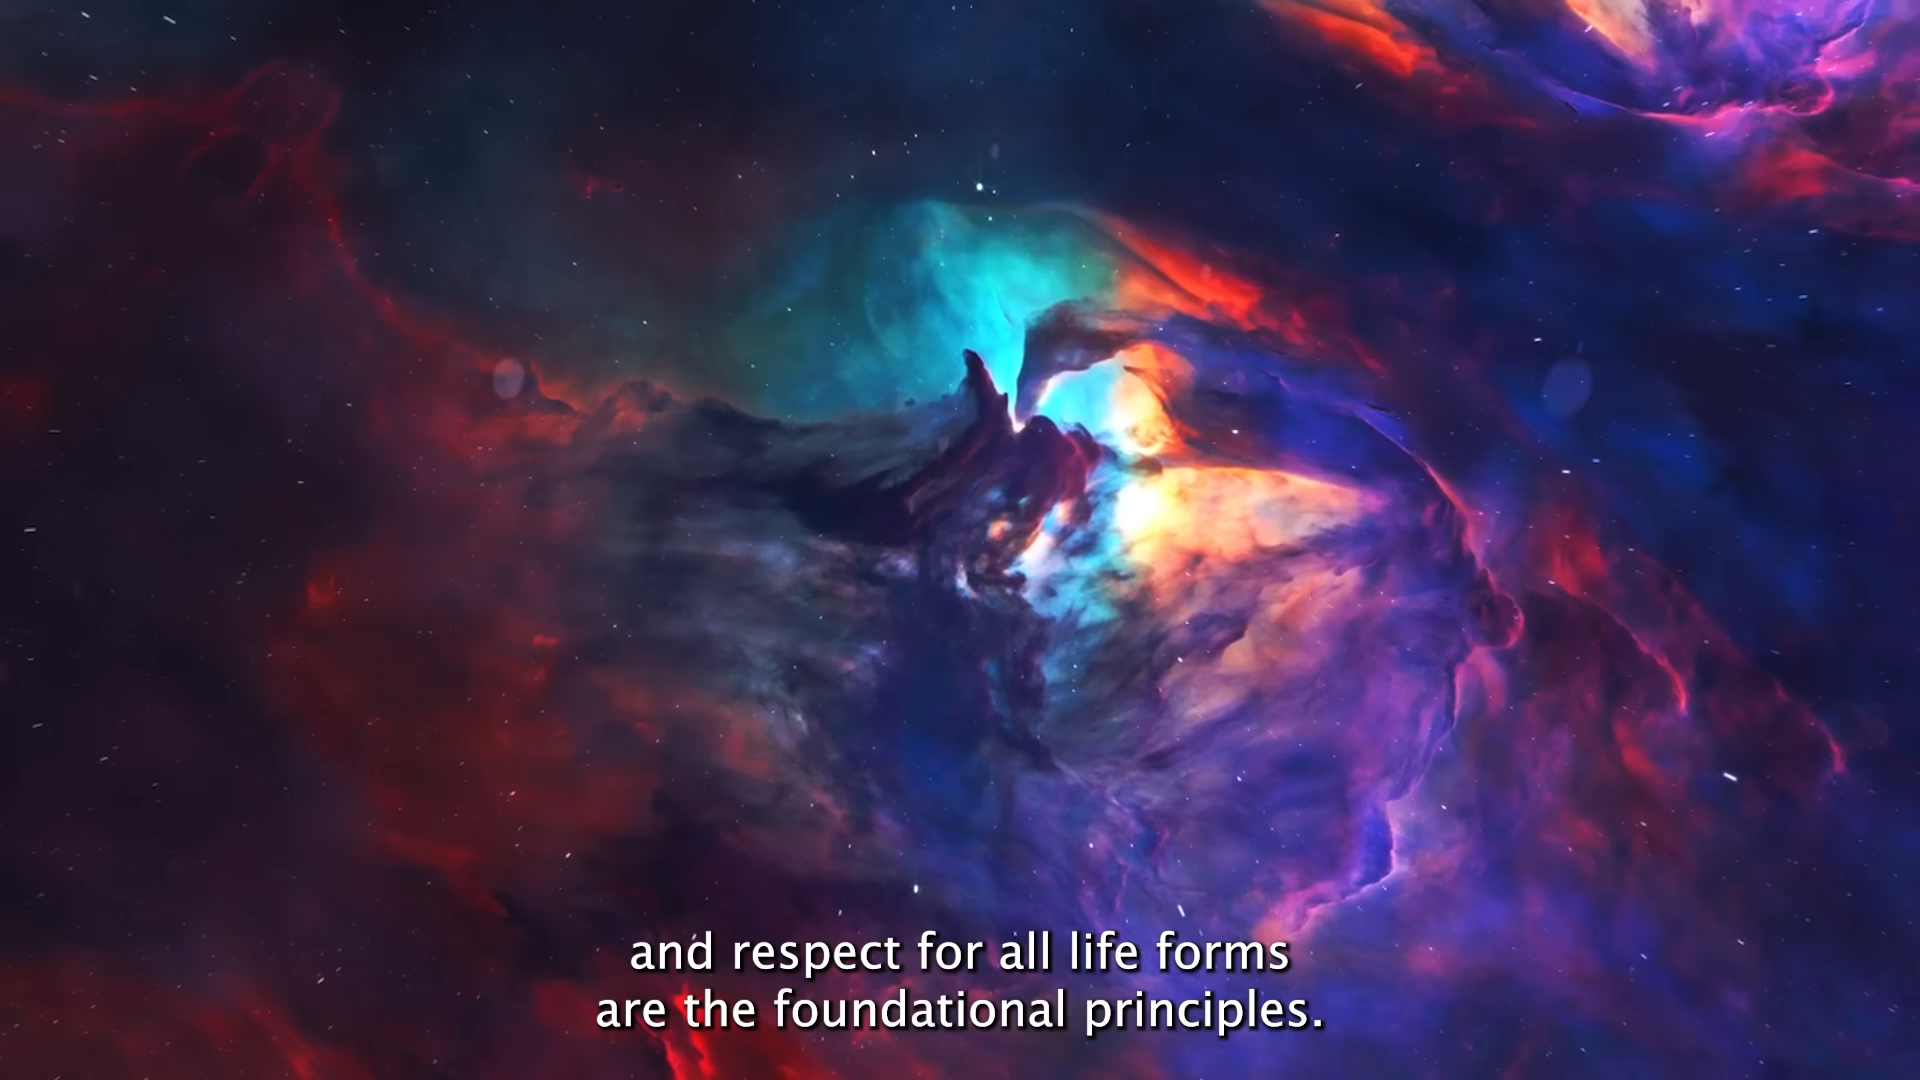 and respect for all life forms
are the foundational principles.